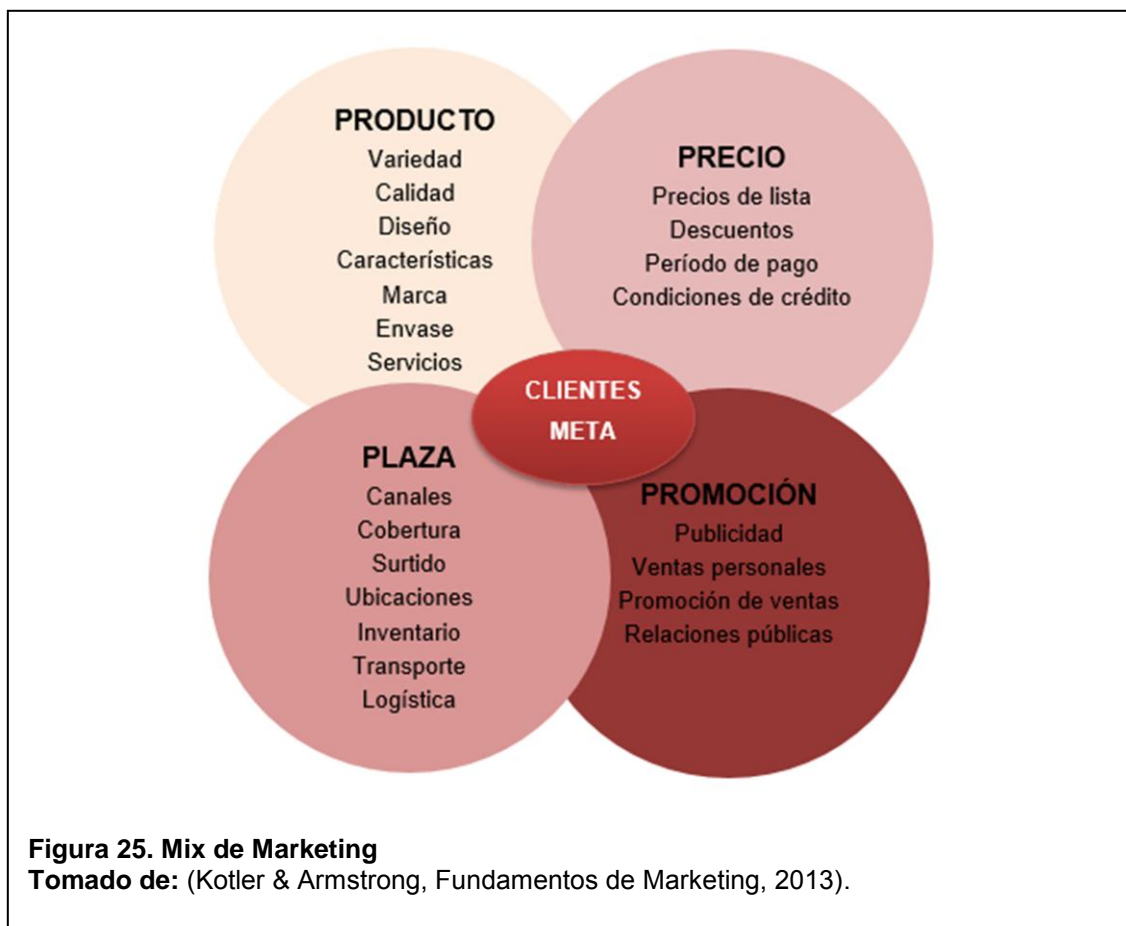 PRODUCTO
Variedad
Calidad
Diseño
Características
Marca
Envase
Servicios
PRECIO
Precios de lista
Descuentos
Período de pago
Condiciones de crédito
CLIENTES
META
PLAZA
Canales
Cobertura
Surtido
Ubicaciones
Inventario
Transporte
Logística
PROMOCIÓN
Publicidad
Ventas personales
Promoción de ventas
Relaciones públicas
Figura 25. Mix de Marketing
Tomado de: (Kotler & Armstrong, Fundamentos de Marketing, 2013).